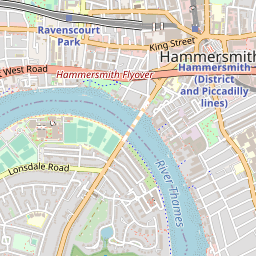 Ravenscourt
Park
King Street
Hammersmith
West Road
Hammersmith Flyover
Hammersmith
(District
and Piccadilly
lines)
Lonsdale Road
River Thames